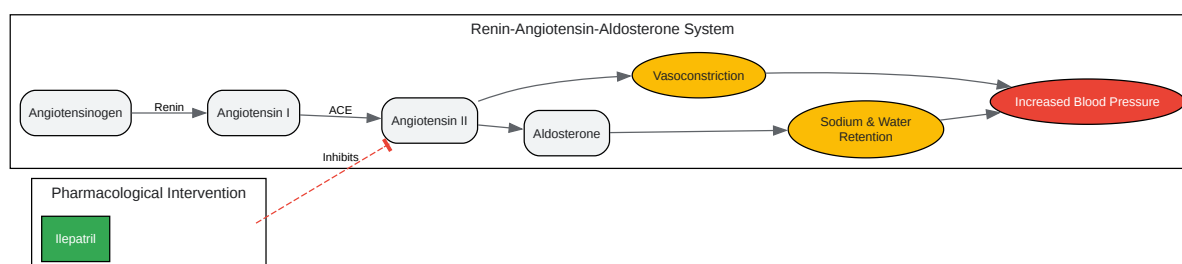 Renin-Angiotensin-Aldosterone System
Angiotensinogen
Renin
Angiotensin I
ACE
Angiotensin II
Vasoconstriction
Aldosterone
Sodium & Water
Retention
Increased Blood Pressure
Inhibits
Pharmacological Intervention
Ilepatril